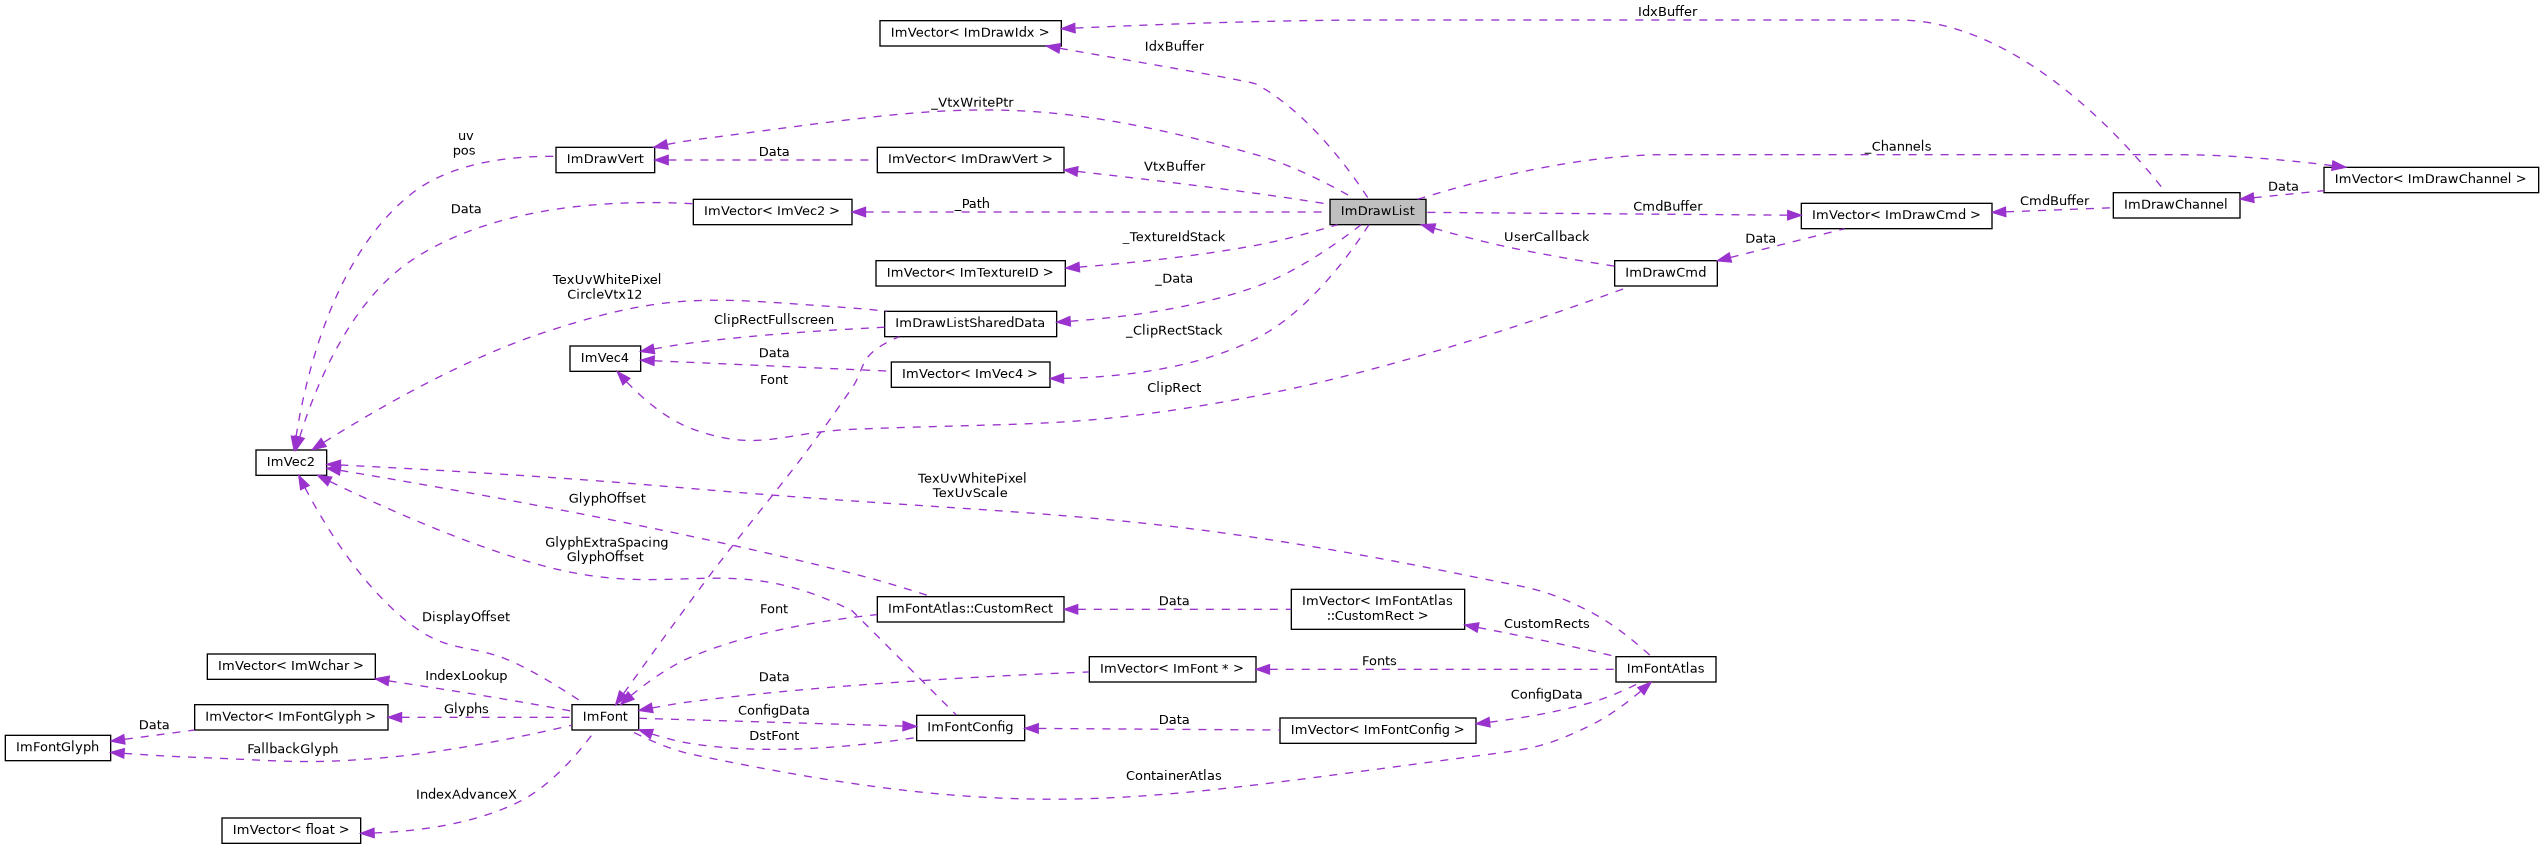 IdxBuffer
ImVector< ImDrawIdx >
IdxBuffer
_VtxWritePtr
uv
pos
ImDrawVert
Data
ImVector< ImDrawVert >
VtxBuffer
_Channels
ImVector< ImDrawChannel >
Data
ImDrawChannel
CmdBuffer
ImVector< ImDrawCmd >
CmdBuffer
ImDrawList
_Path
ImVector< ImVec2 >
Data
_TextureIdStack
UserCallback
Data
ImVector< ImTextureID >
ImDrawCmd
_Data
TexUvWhitePixel
CircleVtx12
ClipRectFullscreen
ImDrawListSharedData
_ClipRectStack
ImVec4
Data
ImVector< ImVec4 >
Font
ClipRect
ImVec2
TexUvWhitePixel
TexUvScale
GlyphOffset
GlyphExtraSpacing
GlyphOffset
DisplayOffset
Font
ImFontAtlas::CustomRect
Data
ImVector< ImFontAtlas
::CustomRect >
CustomRects
ImVector< ImWchar >
IndexLookup
Data
ImVector< ImFont * >
Fonts
ImFontAtlas
ConfigData
ImVector< ImFontGlyph >
Glyphs
ImFont
ConfigData
ImFontConfig
Data
ImVector< ImFontConfig >
DstFont
Data
ImFontGlyph
FallbackGlyph
ContainerAtlas
IndexAdvanceX
ImVector< float >